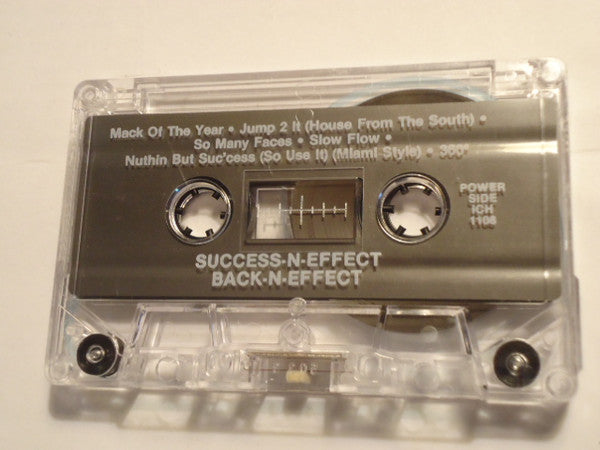 Mack Of The Year • Jump 2 It (House From The South) •
So Many Faces • Slow Flow •
Nuthin But Suc'cess (So Use It) (Miami Style) • 360°
POWER
SIDE
ICH
1108
SUCCESS-N-EFFECT
BACK-N-EFFECT